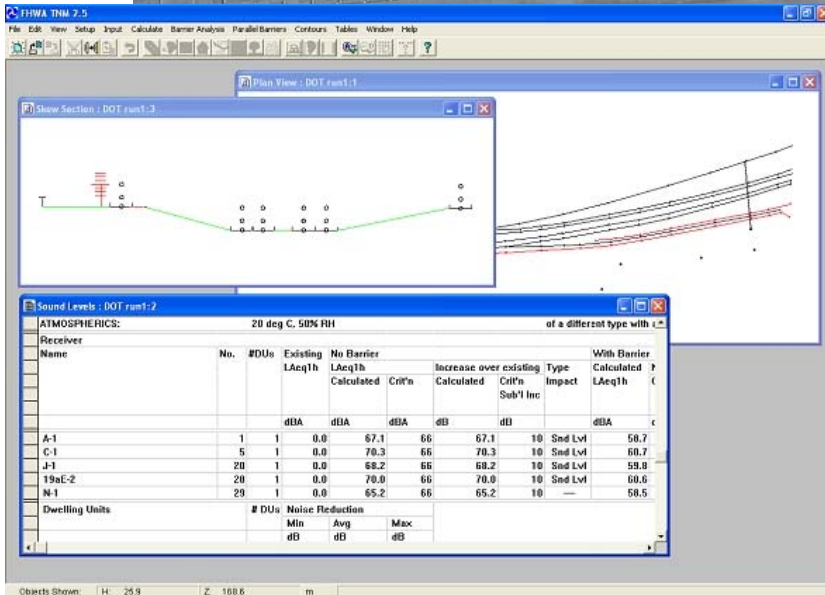 FHWA TNM 2.5
File Edit View Setup Input Calculate Barrier Analysis Parallel Barriers Contours Tables Window Help
Plan View : DOT run1:1
Skew Section : DOT run1:3
Sound Levels : DOT run1:2
ATMOSPHERICS: 20 deg C, 50% RH of a different type with
Receiver
Name No. #DUs Existing No Barrier With Barrier
LAeq1h LAeq1h Increase over existing Type Calculated
Calculated Crit'n Calculated Crit'n Impact LAeq1h
Sub'l Inc
dBA dBA dBA dB dB dBA
A-1 1 1 0.0 67.1 66 67.1 10 Snd Lvl 58.7
C-1 5 1 0.0 70.3 66 70.3 10 Snd Lvl 60.7
J-1 20 1 0.0 68.2 66 68.2 10 Snd Lvl 59.8
19aE-2 28 1 0.0 70.0 66 70.0 10 Snd Lvl 60.6
N-1 29 1 0.0 65.2 66 65.2 10 — 58.5
Dwelling Units # DUs Noise Reduction
Min Avg Max
dB dB dB
Objects Shown: H: 25.9 Z: 168.6 m